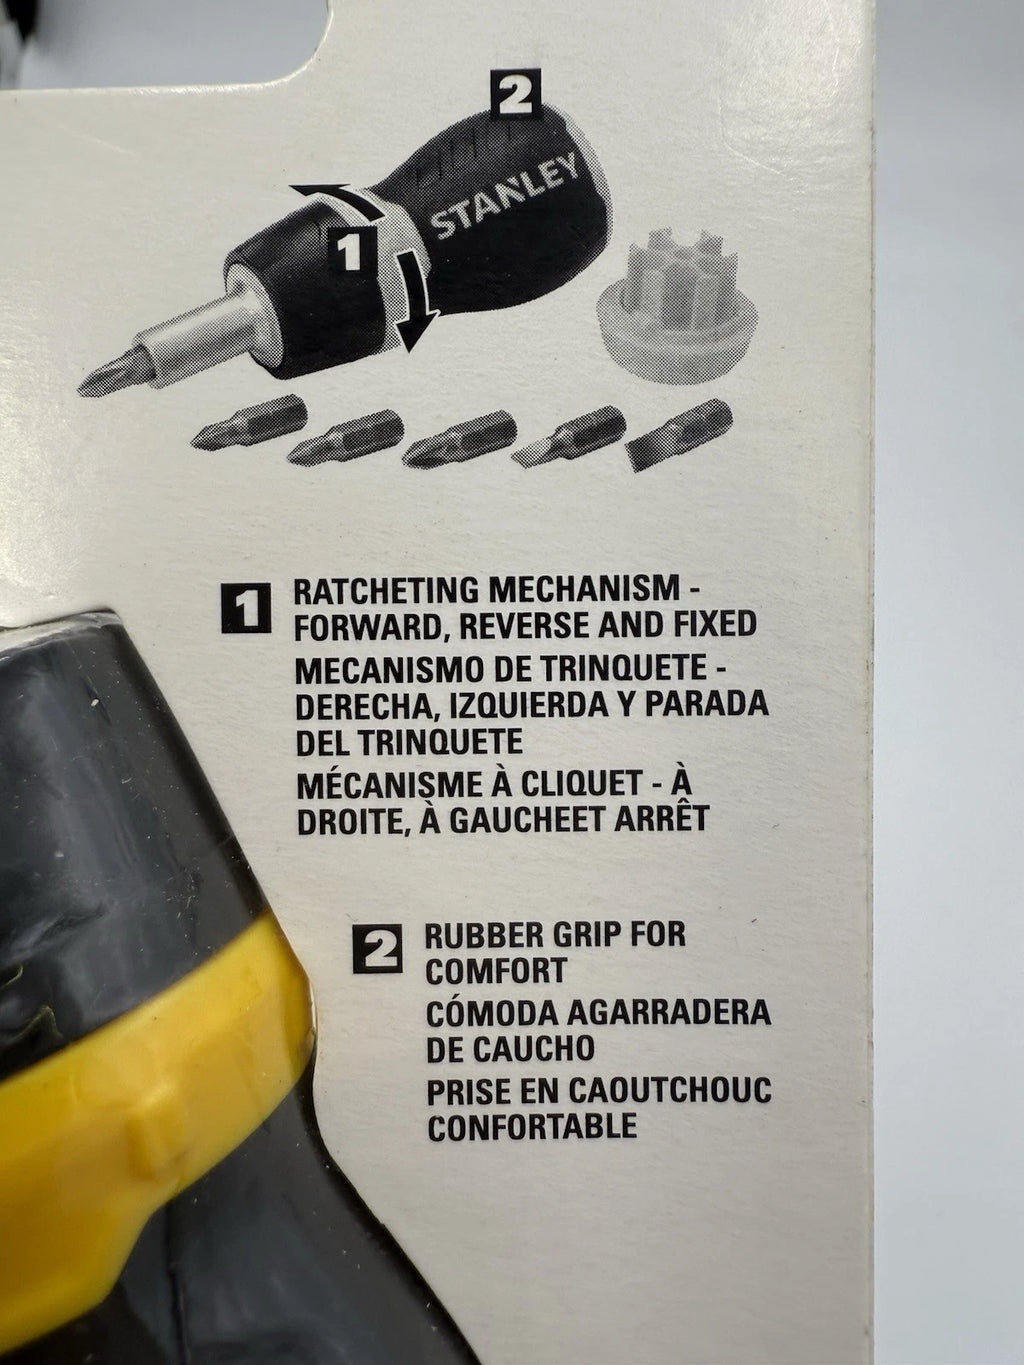 2
STANLEY
1
1 RATCHETING MECHANISM -
FORWARD, REVERSE AND FIXED
MECANISMO DE TRINQUETE -
DERECHA, IZQUIERDA Y PARADA
DEL TRINQUETE
MÉCANISME À CLIQUET - À
DROITE, À GAUCHEET ARRÊT
2 RUBBER GRIP FOR
COMFORT
CÓMODA AGARRADERA
DE CAUCHO
PRISE EN CAOUTCHOUC
CONFORTABLE